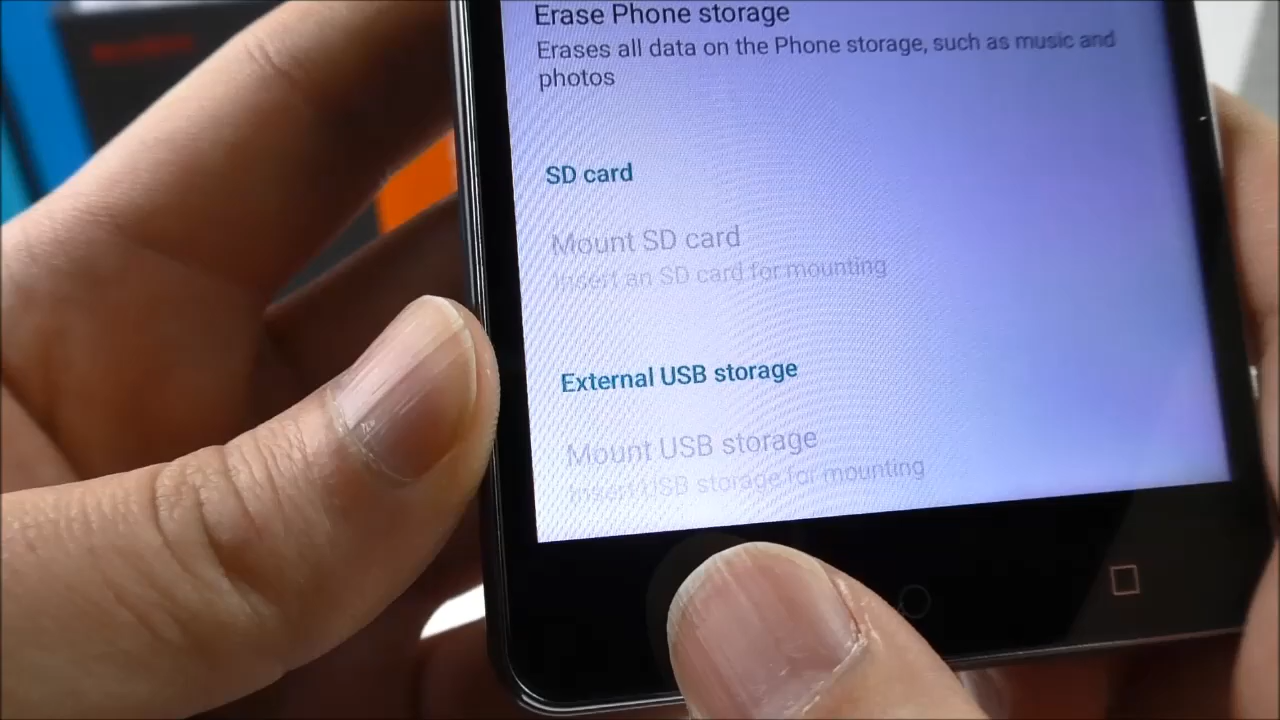 Erase Phone storage
Erases all data on the Phone storage, such as music and
photos
SD card
Mount SD card
Insert an SD card for mounting
External USB storage
Mount USB storage
Insert USB storage for mounting